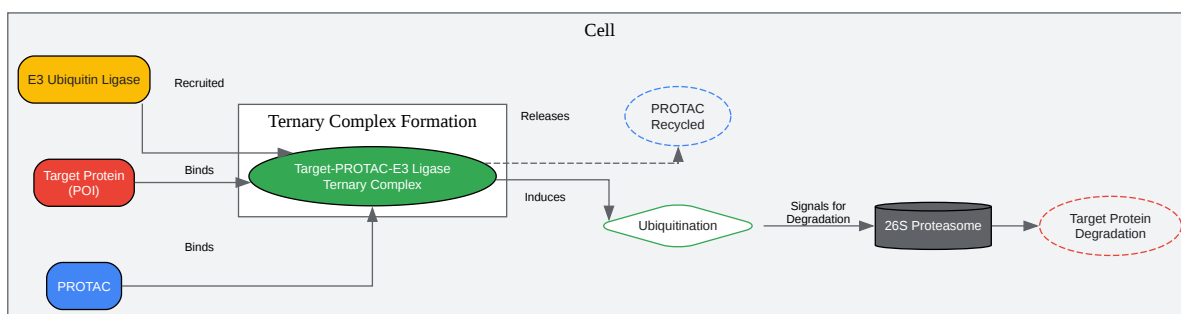 Cell
E3 Ubiquitin Ligase
Recruited
Ternary Complex Formation
Releases
PROTAC
Recycled
Target Protein
(POI)
Binds
Target-PROTAC-E3 Ligase
Ternary Complex
Induces
Ubiquitination
Signals for
Degradation
26S Proteasome
Target Protein
Degradation
Binds
PROTAC